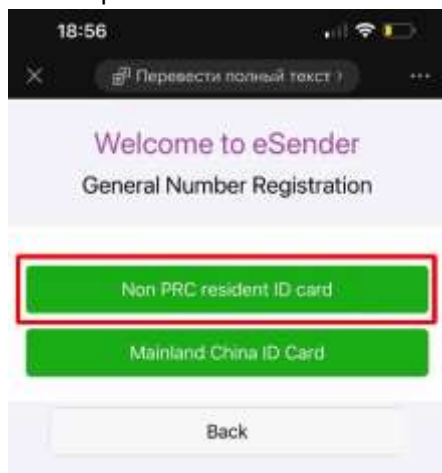 18:56
Перевести полный текст
Welcome to eSender
General Number Registration
Non PRC resident ID card
Mainland China ID Card
Back